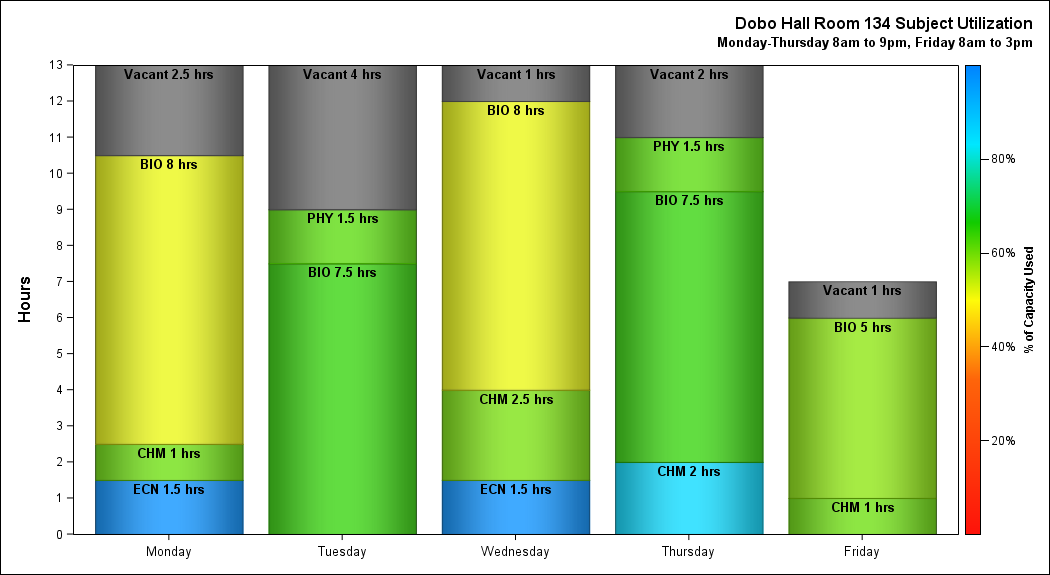 Dobo Hall Room 134 Subject Utilization
Monday-Thursday 8am to 9pm, Friday 8am to 3pm
Hours
13
12
11
10
9
8
7
6
5
4
3
2
1
0
Vacant 2.5 hrs
BIO 8 hrs
CHM 1 hrs
ECN 1.5 hrs
Vacant 4 hrs
PHY 1.5 hrs
BIO 7.5 hrs
Vacant 1 hrs
BIO 8 hrs
CHM 2.5 hrs
ECN 1.5 hrs
Vacant 2 hrs
PHY 1.5 hrs
BIO 7.5 hrs
CHM 2 hrs
Vacant 1 hrs
BIO 5 hrs
CHM 1 hrs
Monday
Tuesday
Wednesday
Thursday
Friday
80%
60%
40%
20%
% of Capacity Used